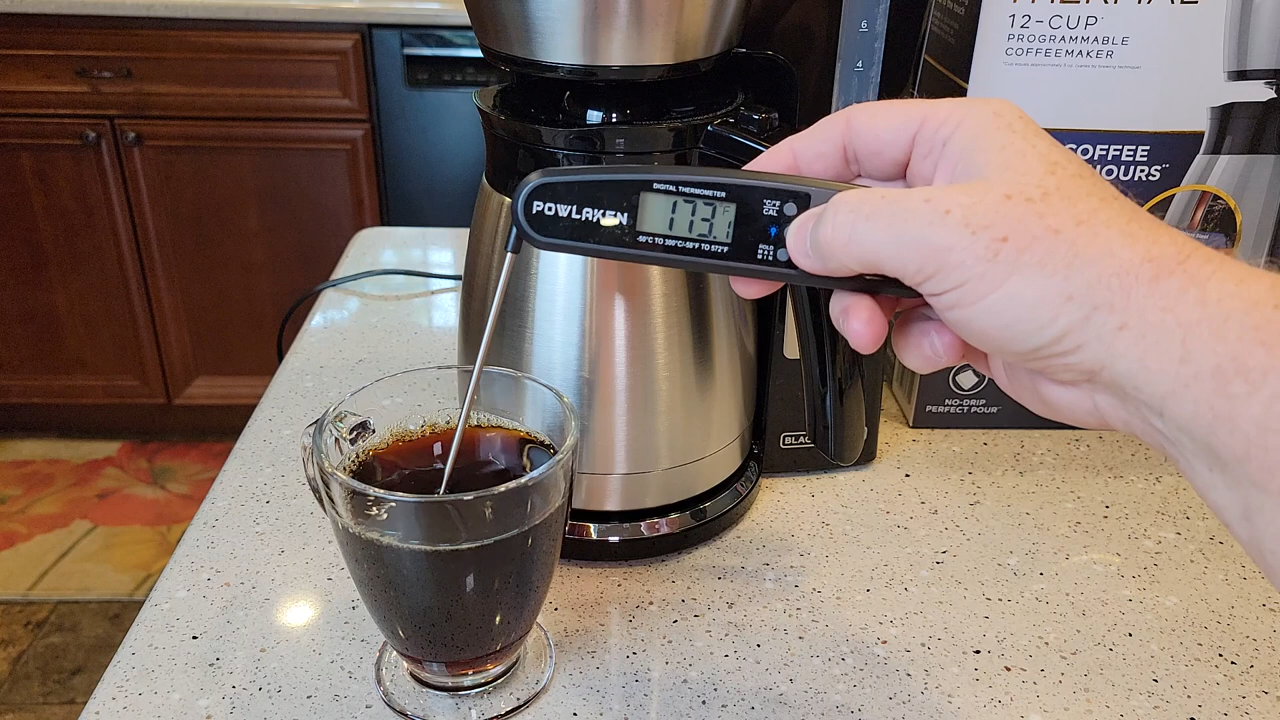 6
4
THERMAL
12-CUP
PROGRAMMABLE
COFFEEMAKER
COFFEE
HOURS**
DIGITAL THERMOMETER
POWLAKEN
173.1 °F
°C/°F
CAL
HOLD
MAX
MIN
-50°C TO 300°C/-58°F TO 572°F
NO-DRIP
PERFECT POUR
BLAC